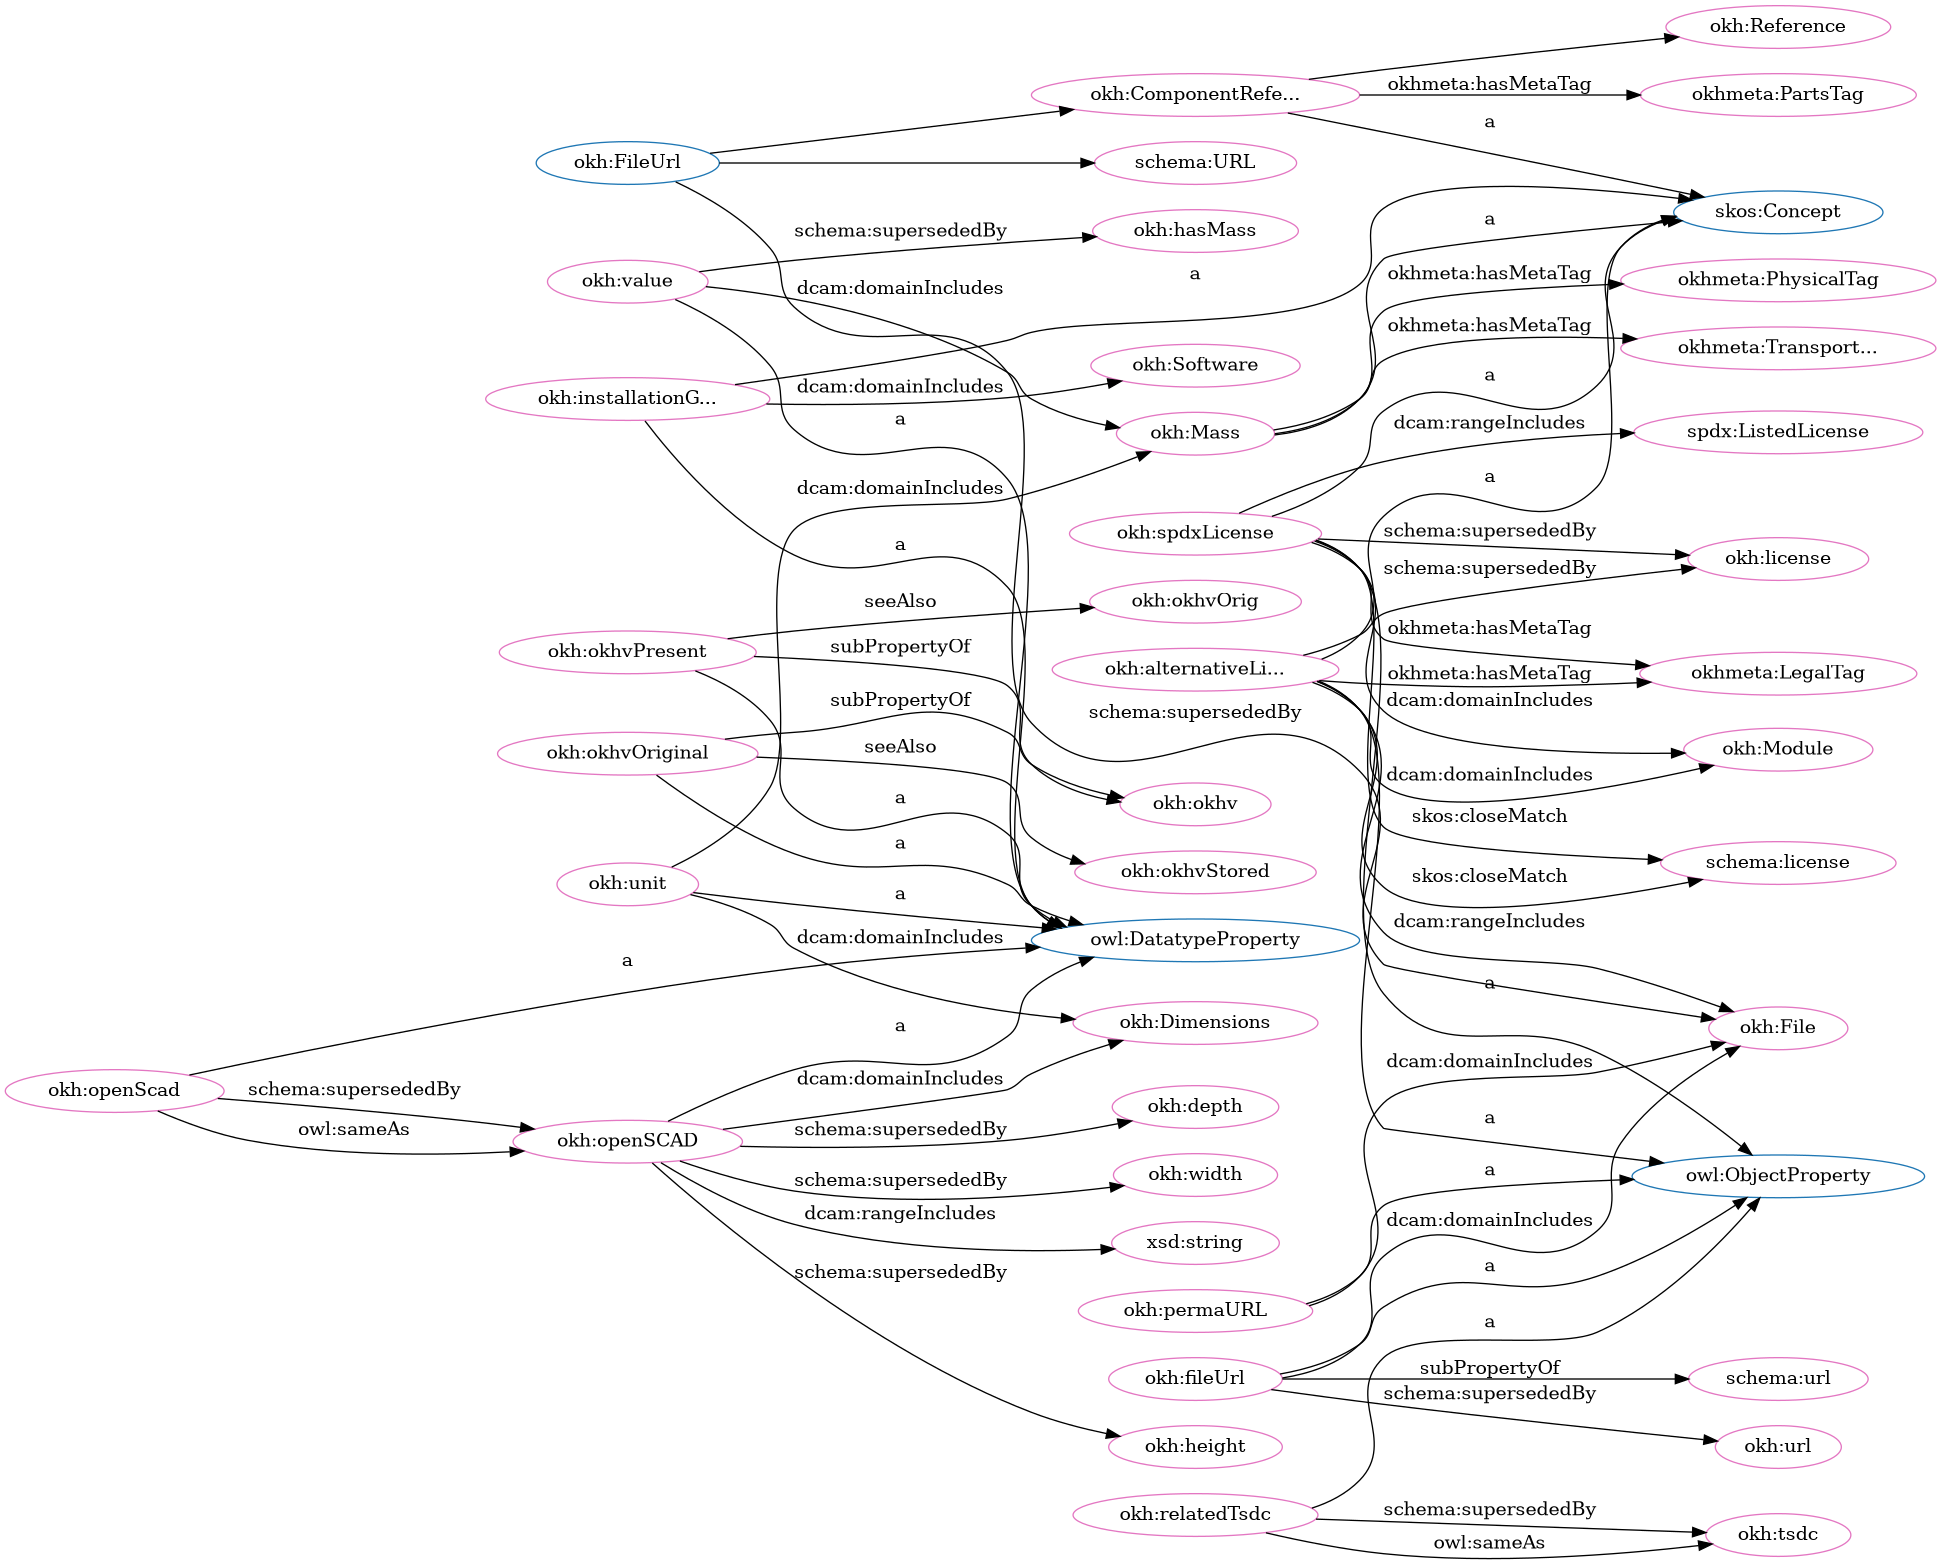 okh:Reference
okh:ComponentRefe...
okhmeta:hasMetaTag
okhmeta:PartsTag
a
okh:FileUrl
schema:URL
skos:Concept
schema:supersededBy
okh:hasMass
a
okh:value
dcam:domainIncludes
a
okhmeta:hasMetaTag
okhmeta:PhysicalTag
okhmeta:hasMetaTag
okhmeta:Transport...
okh:Software
a
okh:installationG...
dcam:domainIncludes
a
okh:Mass
dcam:rangeIncludes
spdx:ListedLicense
dcam:domainIncludes
a
okh:spdxLicense
schema:supersededBy
okh:license
a
schema:supersededBy
seeAlso
okh:okhvOrig
okhmeta:hasMetaTag
okh:okhvPresent
subPropertyOf
okh:alternativeLi...
okhmeta:hasMetaTag
okhmeta:LegalTag
subPropertyOf
schema:supersededBy
dcam:domainIncludes
okh:okhvOriginal
seeAlso
okh:Module
dcam:domainIncludes
a
okh:okhv
skos:closeMatch
a
schema:license
okh:okhvStored
skos:closeMatch
okh:unit
a
dcam:rangeIncludes
dcam:domainIncludes
owl:DatatypeProperty
a
a
a
okh:Dimensions
okh:File
dcam:domainIncludes
dcam:domainIncludes
okh:openScad
schema:supersededBy
okh:depth
a
owl:sameAs
okh:openSCAD
schema:supersededBy
a
schema:supersededBy
okh:width
owl:ObjectProperty
dcam:rangeIncludes
dcam:domainIncludes
xsd:string
schema:supersededBy
a
okh:permaURL
a
okh:fileUrl
subPropertyOf
schema:url
schema:supersededBy
okh:height
okh:url
okh:relatedTsdc
schema:supersededBy
okh:tsdc
owl:sameAs